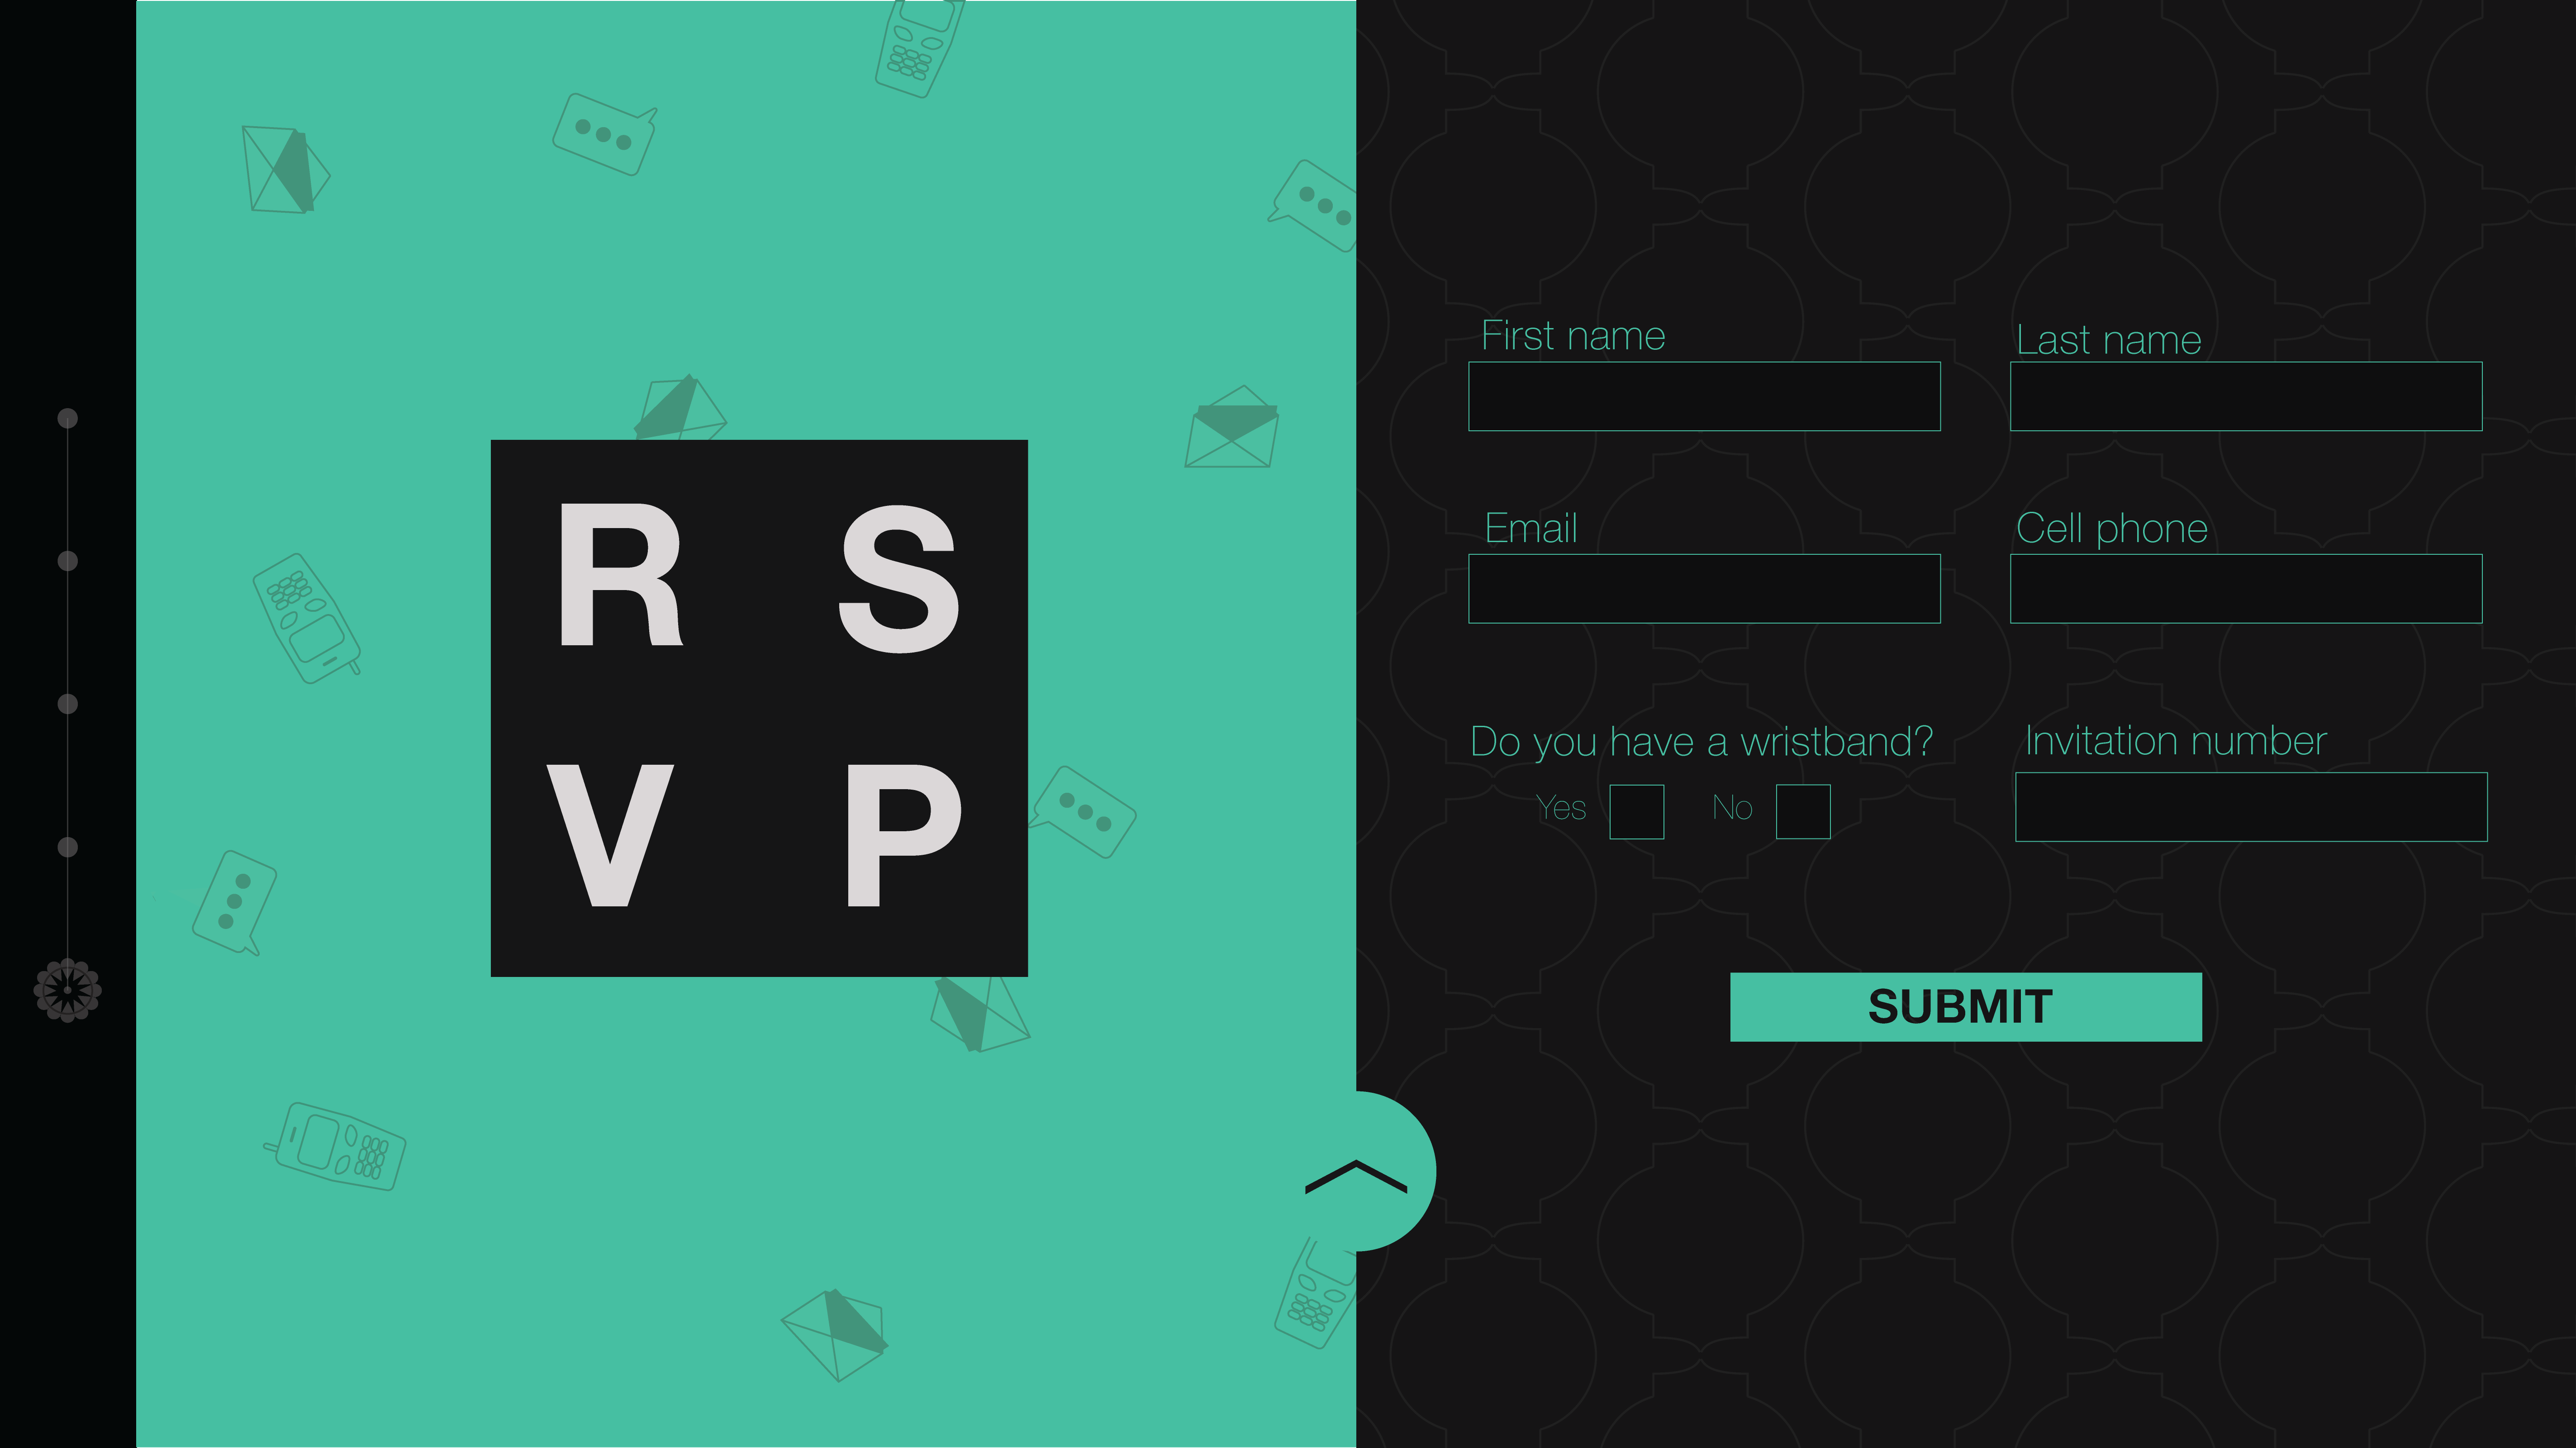 R S
V P
First name
Last name
Email
Cell phone
Do you have a wristband?
Yes No
Invitation number
SUBMIT